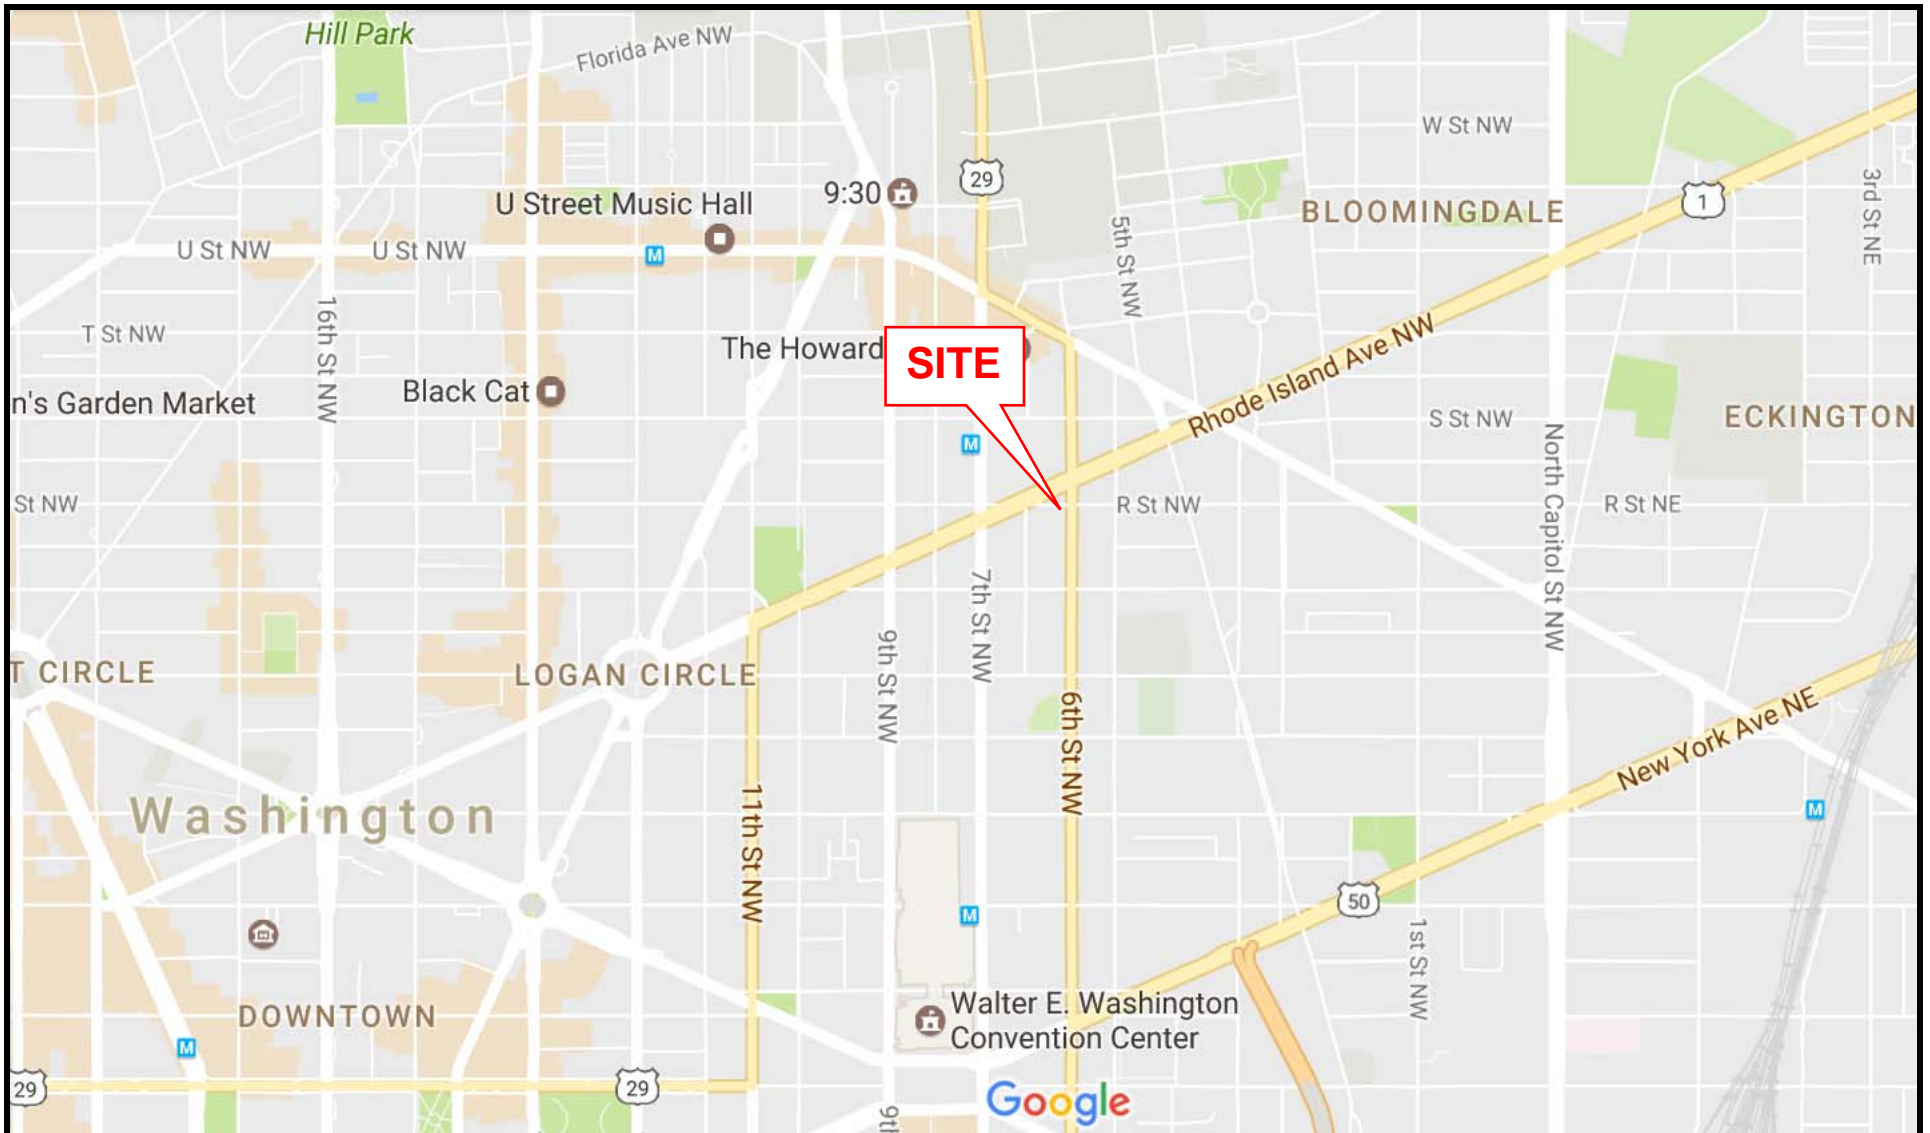 Hill Park
Florida Ave NW
W St NW
29
9:30
U Street Music Hall
1
3rd St NE
BLOOMINGDALE
5th St NW
U St NW
U St NW
16th St NW
T St NW
The Howard
SITE
Rhode Island Ave NW
Black Cat
n's Garden Market
S St NW
ECKINGTON
North Capitol St NW
St NW
R St NW
R St NE
7th St NW
9th St NW
T CIRCLE
LOGAN CIRCLE
6th St NW
New York Ave NE
11th St NW
Washington
50
1st St NW
Walter E. Washington
Convention Center
DOWNTOWN
29
29
Google
9th
M
M
M
M
M